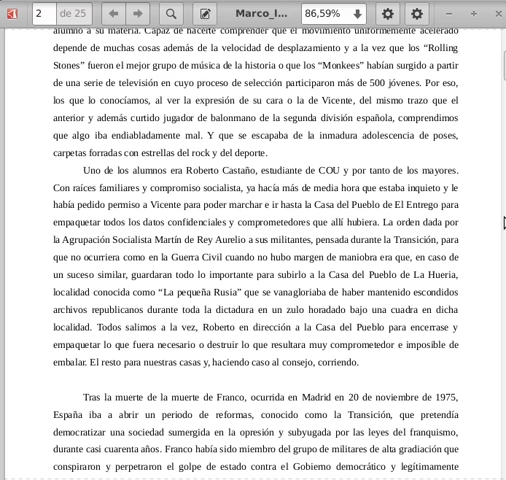 2 de 25 Marco_l... 86,59%
alumno a su materia. Capaz de hacerte comprender que el movimiento uniformemente acelerado
depende de muchas cosas además de la velocidad de desplazamiento y a la vez que los “Rolling
Stones” fueron el mejor grupo de música de la historia o que los “Monkees” habían surgido a partir
de una serie de televisión en cuyo proceso de selección participaron más de 500 jóvenes. Por eso,
los que lo conocíamos, al ver la expresión de su cara o la de Vicente, del mismo trazo que el
anterior y además curtido jugador de balonmano de la segunda división española, comprendimos
que algo iba endiabladamente mal. Y que se escapaba de la inmadura adolescencia de poses,
carpetas forradas con estrellas del rock y del deporte.
Uno de los alumnos era Roberto Castaño, estudiante de COU y por tanto de los mayores.
Con raíces familiares y compromiso socialista, ya hacía más de media hora que estaba inquieto y le
había pedido permiso a Vicente para poder marchar e ir hasta la Casa del Pueblo de El Entrego para
empaquetar todos los datos confidenciales y comprometedores que allí hubiera. La orden dada por
la Agrupación Socialista Martín de Rey Aurelio a sus militantes, pensada durante la Transición, para
que no ocurriera como en la Guerra Civil cuando no hubo margen de maniobra era que, en caso de
un suceso similar, guardaran todo lo importante para subirlo a la Casa del Pueblo de La Hueria,
localidad conocida como “La pequeña Rusia” que se vanagloriaba de haber mantenido escondidos
archivos republicanos durante toda la dictadura en un zulo horadado bajo una cuadra en dicha
localidad. Todos salimos a la vez, Roberto en dirección a la Casa del Pueblo para encerrase y
empaquetar lo que fuera necesario o destruir lo que resultara muy comprometedor e imposible de
embalar. El resto para nuestras casas y, haciendo caso al consejo, corriendo.
Tras la muerte de la muerte de Franco, ocurrida en Madrid en 20 de noviembre de 1975,
España iba a abrir un periodo de reformas, conocido como la Transición, que pretendía
democratizar una sociedad sumergida en la opresión y subyugada por las leyes del franquismo,
durante casi cuarenta años. Franco había sido miembro del grupo de militares de alta gradiación que
conspiraron y perpetraron el golpe de estado contra el Gobierno democrático y legítimamente